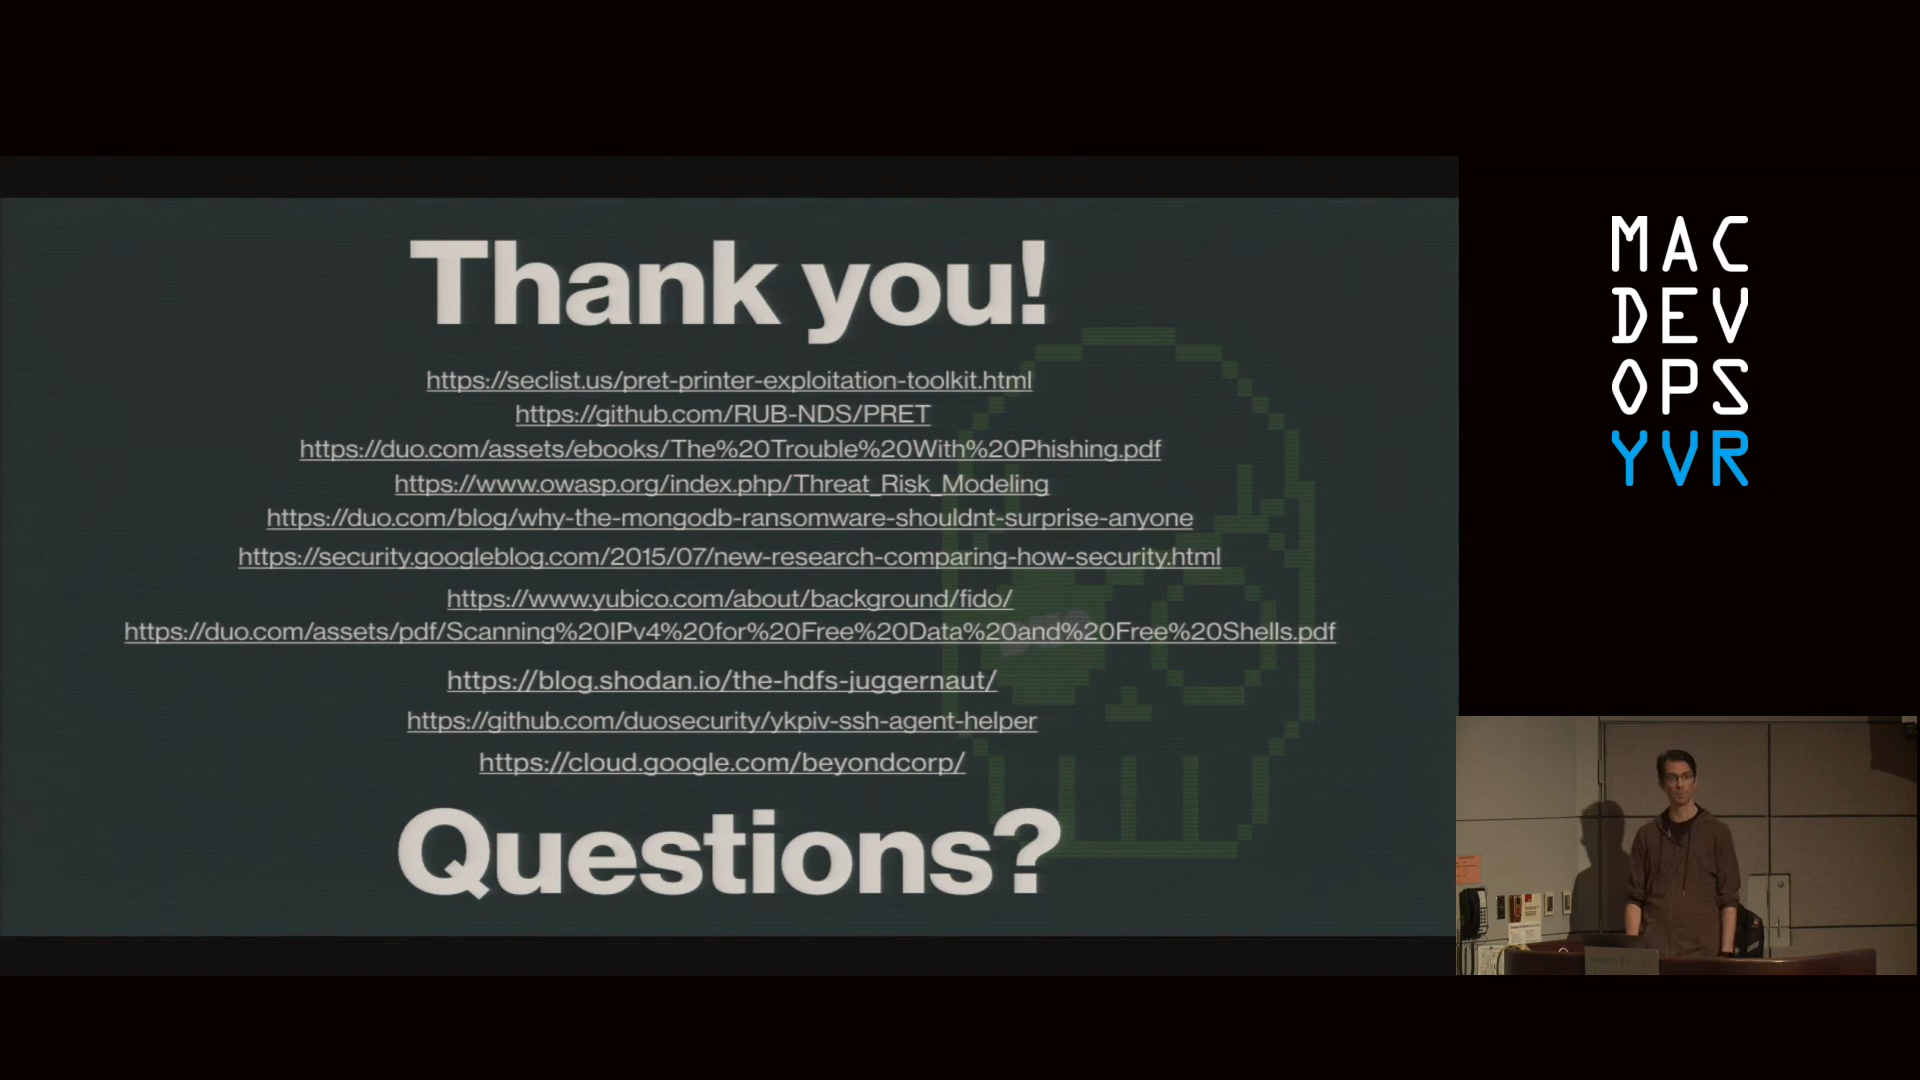 Thank you!
https://seclist.us/pret-printer-exploitation-toolkit.html
https://github.com/RUB-NDS/PRET
https://duo.com/assets/ebooks/The%20Trouble%20With%20Phishing.pdf
https://www.owasp.org/index.php/Threat_Risk_Modeling
https://duo.com/blog/why-the-mongodb-ransomware-shouldnt-surprise-anyone
https://security.googleblog.com/2015/07/new-research-comparing-how-security.html
https://www.yubico.com/about/background/fido/
https://duo.com/assets/pdf/Scanning%20IPv4%20for%20Free%20Data%20and%20Free%20Shells.pdf
https://blog.shodan.io/the-hdfs-juggernaut/
https://github.com/duosecurity/ykpiv-ssh-agent-helper
https://cloud.google.com/beyondcorp/
Questions?
MAC
DEV
OPS
YVR